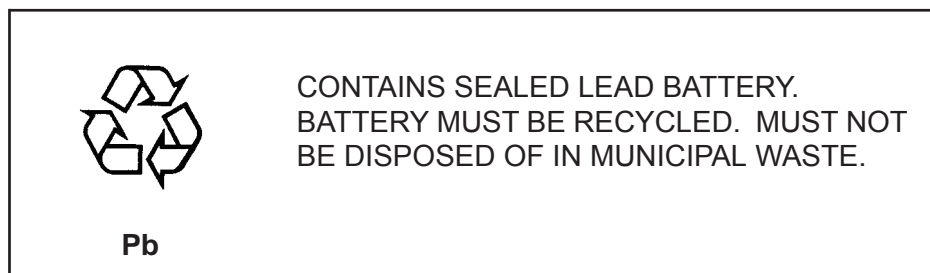 CONTAINS SEALED LEAD BATTERY.
BATTERY MUST BE RECYCLED.  MUST NOT
BE DISPOSED OF IN MUNICIPAL WASTE.
Pb